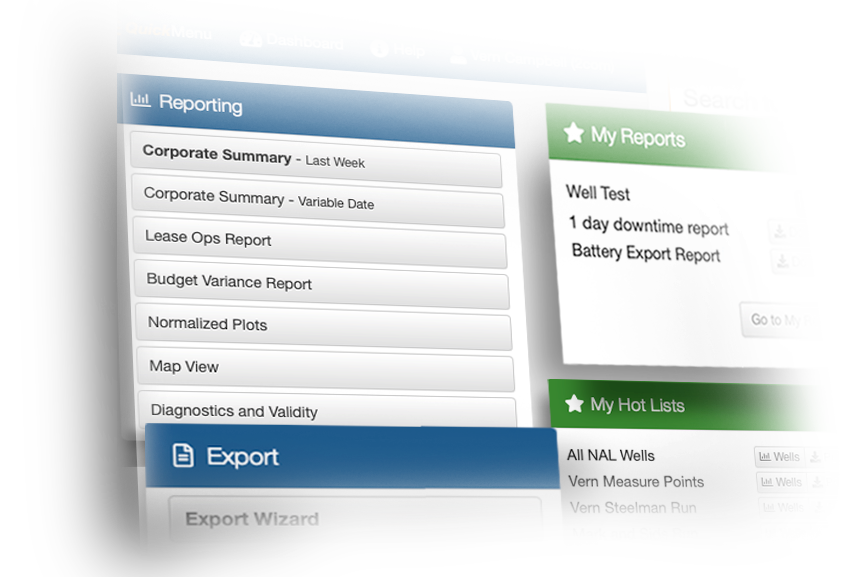 Menu
Dashboard
Search
Reporting
Corporate Summary - Last Week
Corporate Summary - Variable Date
Lease Ops Report
Budget Variance Report
Normalized Plots
Map View
Diagnostics and Validity
Export
Export Wizard
My Reports
Well Test
1 day downtime report
Battery Export Report
Go to My
My Hot Lists
All NAL Wells Wells
Vern Measure Points Wells
Vern Steelman Run Wells